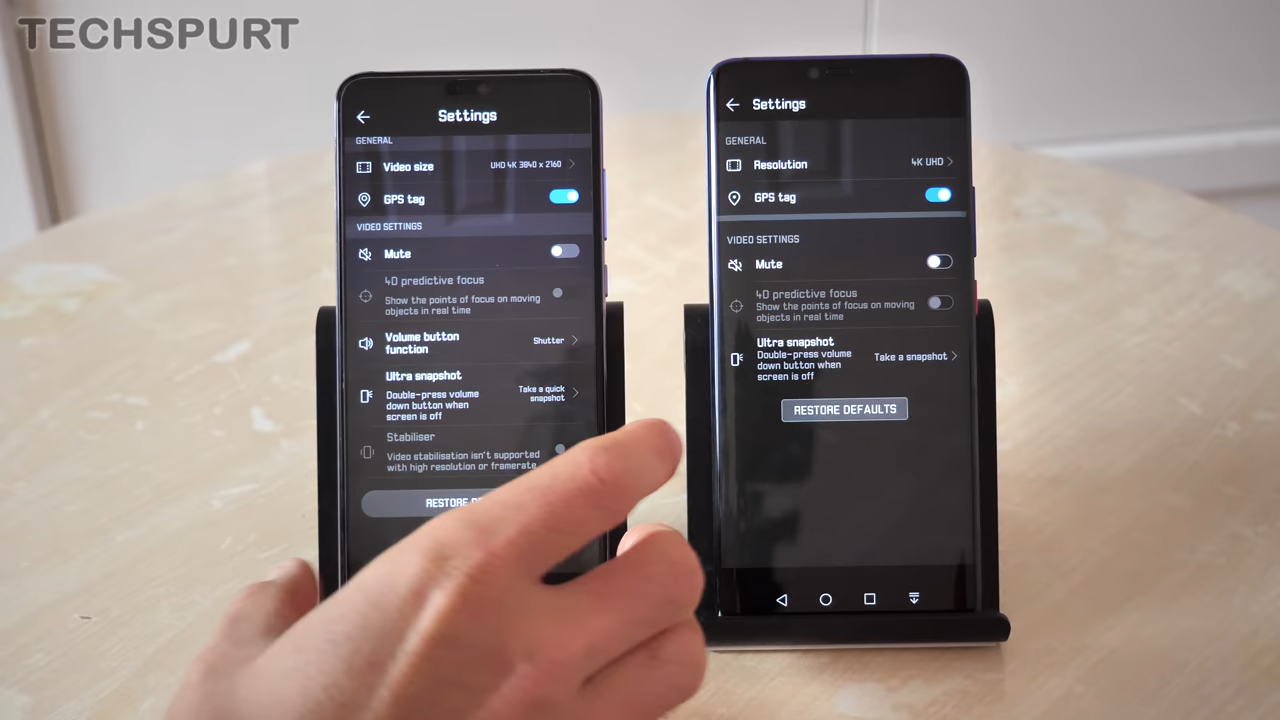 TECHSPURT
Settings
GENERAL
Video size
UHD 4K 3840 x 2160
GPS tag
VIDEO SETTINGS
Mute
4D predictive focus
Show the points of focus on moving
objects in real time
Volume button
function
Shutter
Ultra snapshot
Double-press volume
down button when
screen is off
Take a quick
snapshot
Stabiliser
Video stabilisation isn't supported
with high resolution or framerate
RESTORE
Settings
GENERAL
Resolution
4K UHD
GPS tag
VIDEO SETTINGS
Mute
4D predictive focus
Show the points of focus on moving
objects in real time
Ultra snapshot
Double-press volume
down button when
screen is off
Take a snapshot
RESTORE DEFAULTS